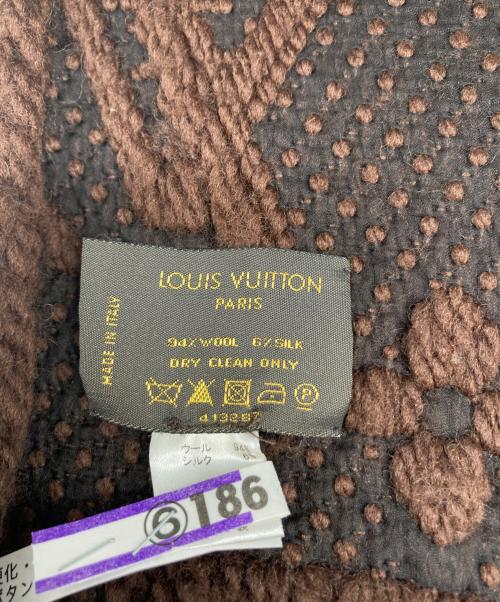 LOUIS VUITTON
PARIS
MADE IN ITALY
94% WOOL 6% SILK
DRY CLEAN ONLY
P
413287
ウール
シルク
⑥186